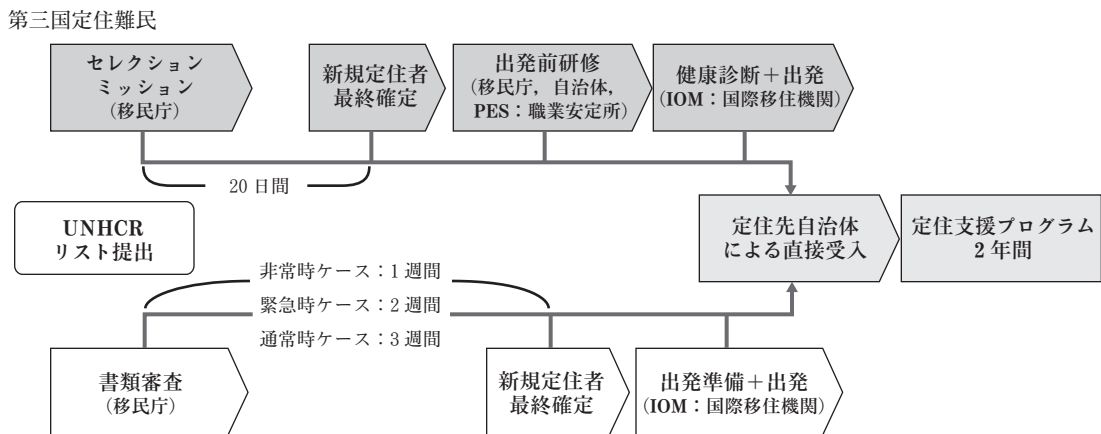 第三国定住難民
セレクション
ミッション
（移民庁）
新規定住者
最終確定
出発前研修
（移民庁，自治体，
PES：職業安定所）
健康診断＋出発
（IOM：国際移住機関）
20 日間
UNHCR
リスト提出
定住先自治体
による直接受入
定住支援プログラム
2 年間
非常時ケース：1 週間
緊急時ケース：2 週間
通常時ケース：3 週間
書類審査
（移民庁）
新規定住者
最終確定
出発準備＋出発
（IOM：国際移住機関）